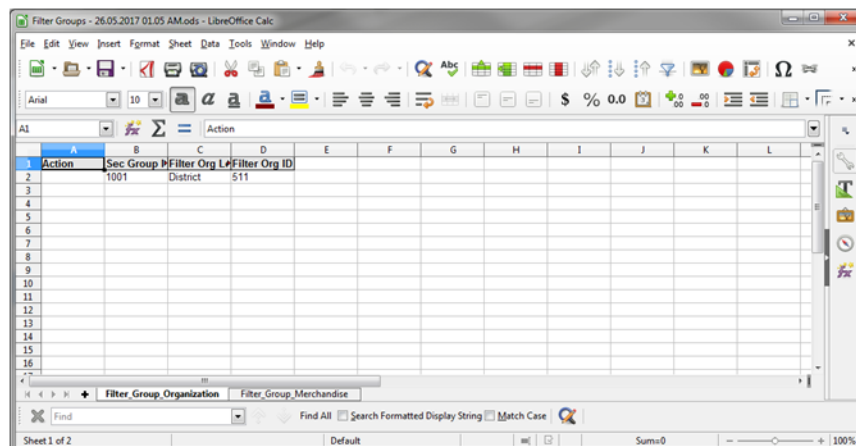 Filter Groups - 26.05.2017 01.05 AM.ods - LibreOffice Calc
File Edit View Insert Format Sheet Data Tools Window Help
Abc Ω
Arial 10 a a a a $ % 0.0
A1 Σ = Action
A B C D E F G H I J K L
1 Action Sec Group Filter Org L Filter Org ID
2 1001 District 511
3
4
5
6
7
8
9
10
11
12
13
14
15
16
Filter_Group_Organization Filter_Group_Merchandise
Find Find All Search Formatted Display String Match Case
Sheet 1 of 2 Default Sum=0 100%